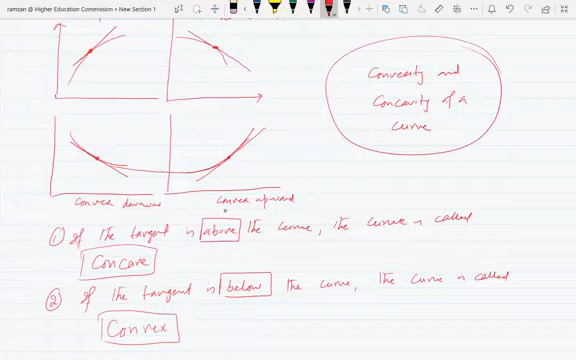 ramzan @ Higher Education Commission » New Section 1
Convexity and
Concavity of a
Curve
Convex downward
Convex upward
① If the tangent is above the curve, the curve is called
Concave
② If the tangent is below the curve, the curve is called
Convex